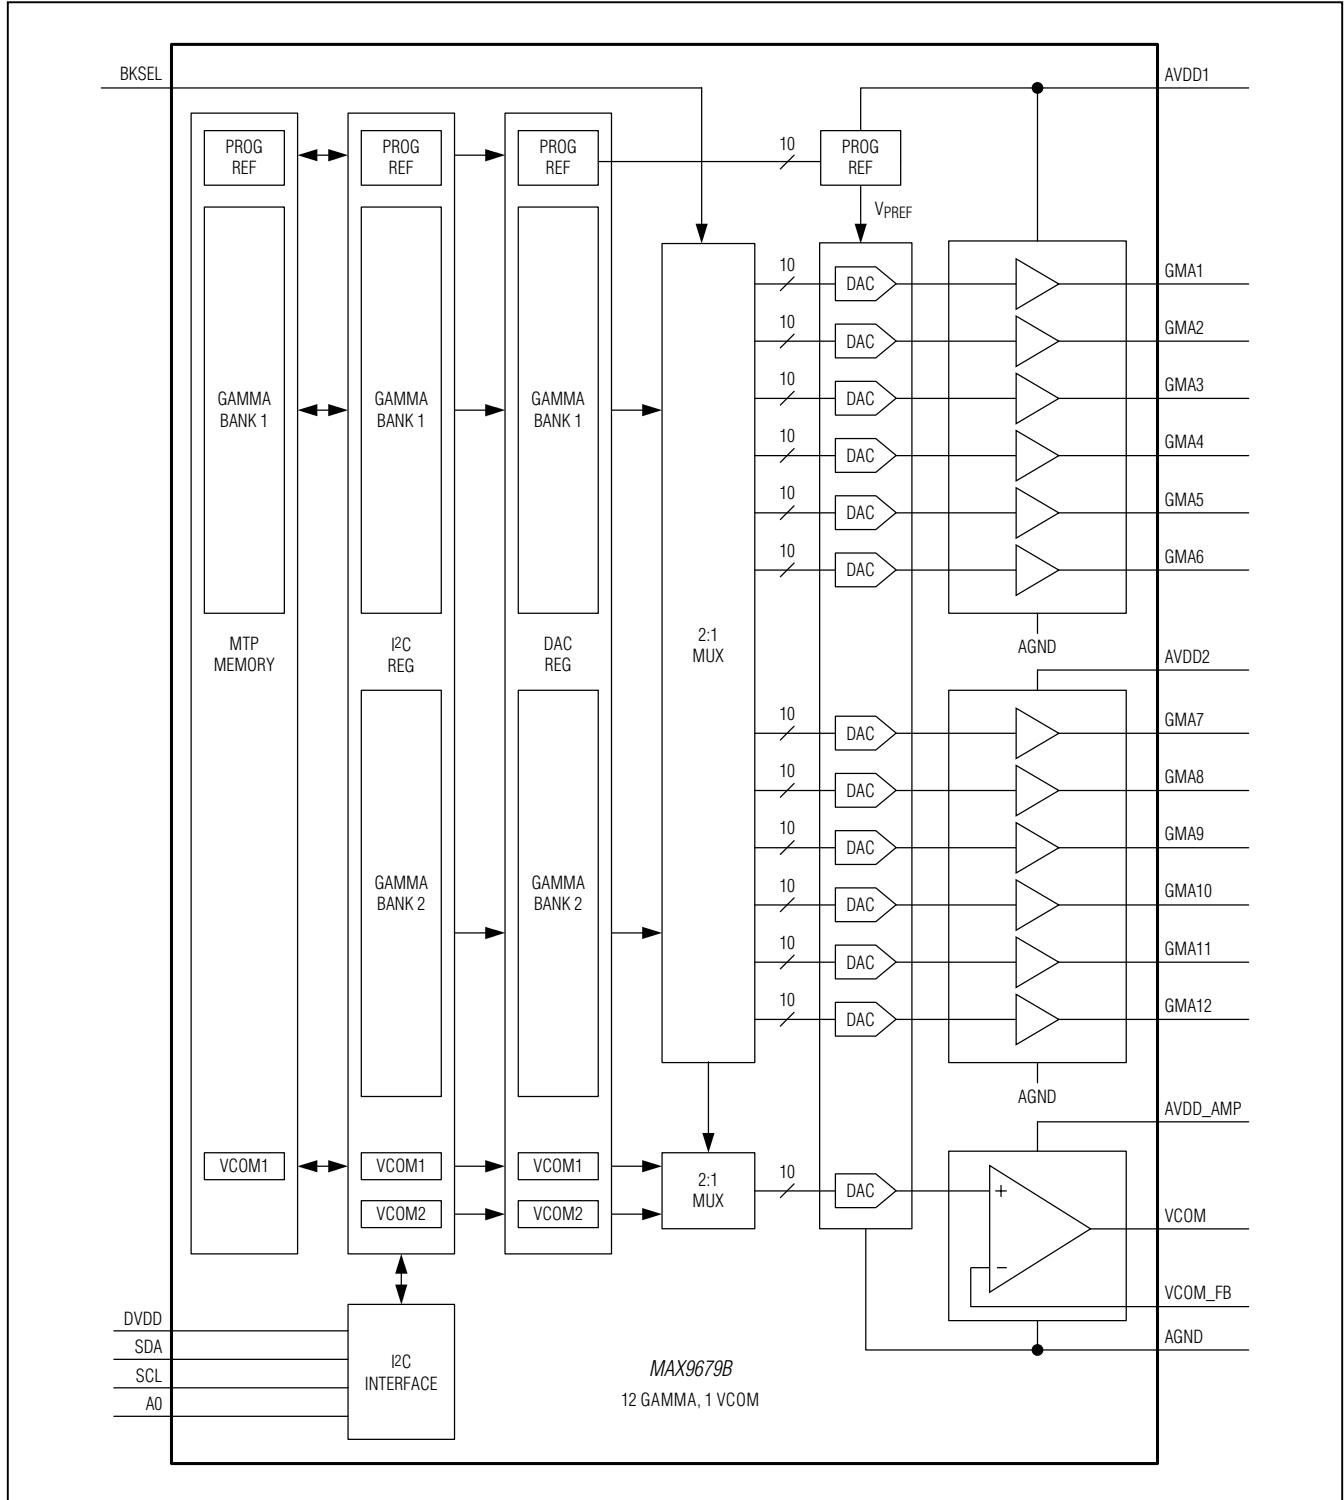 BKSEL
AVDD1
PROG
REF
PROG
REF
PROG
REF
10
PROG
REF
VPREF
GAMMA
BANK 1
GAMMA
BANK 1
GAMMA
BANK 1
MTP
MEMORY
I2C
REG
DAC
REG
2:1
MUX
10
DAC
GMA1
10
DAC
GMA2
10
DAC
GMA3
10
DAC
GMA4
10
DAC
GMA5
10
DAC
GMA6
AGND
AVDD2
10
DAC
GMA7
10
DAC
GMA8
10
DAC
GMA9
GAMMA
BANK 2
GAMMA
BANK 2
10
DAC
GMA10
10
DAC
GMA11
10
DAC
GMA12
AGND
AVDD_AMP
VCOM1
VCOM1
VCOM1
VCOM2
VCOM2
2:1
MUX
10
DAC
+
−
VCOM
VCOM_FB
AGND
DVDD
SDA
SCL
A0
I2C
INTERFACE
MAX9679B
12 GAMMA, 1 VCOM